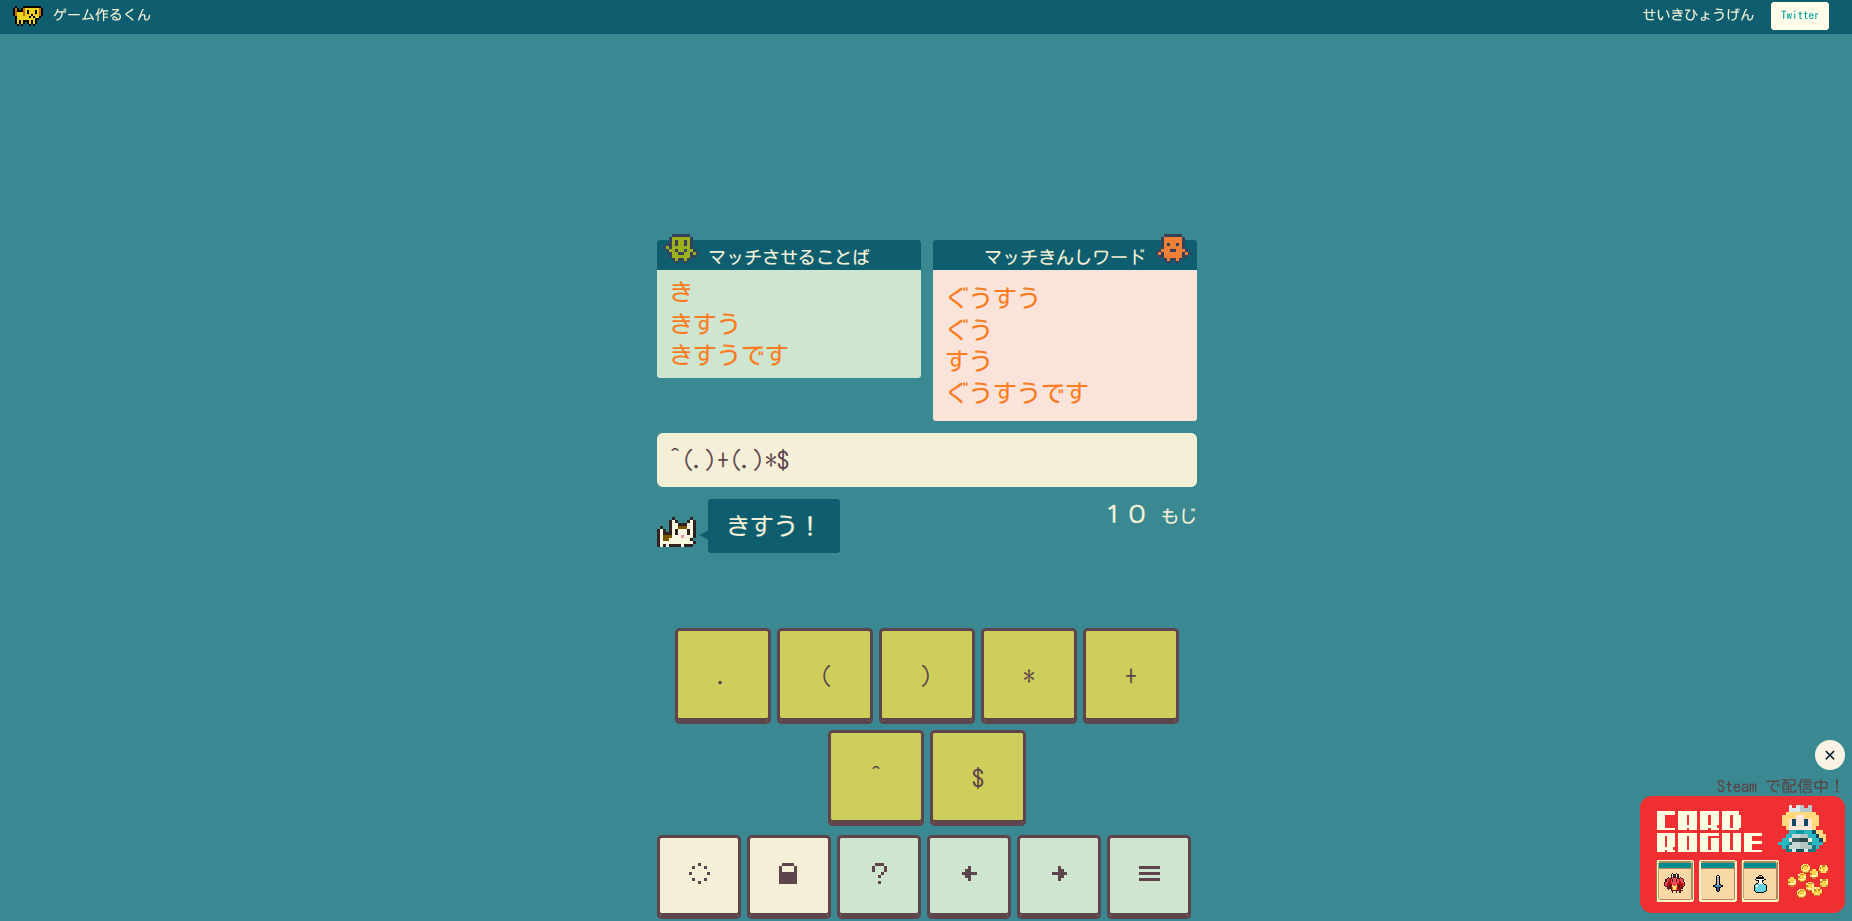 ゲーム作るくん
せいきひょうげん
Twitter
マッチさせることば
き
きすう
きすうです
マッチきんしワード
ぐうすう
ぐう
すう
ぐうすうです
^(.)+(.)*$
きすう！
１０ もじ
. ( ) * +
^ $
?
Steam で配信中！
CARD
ROGUE